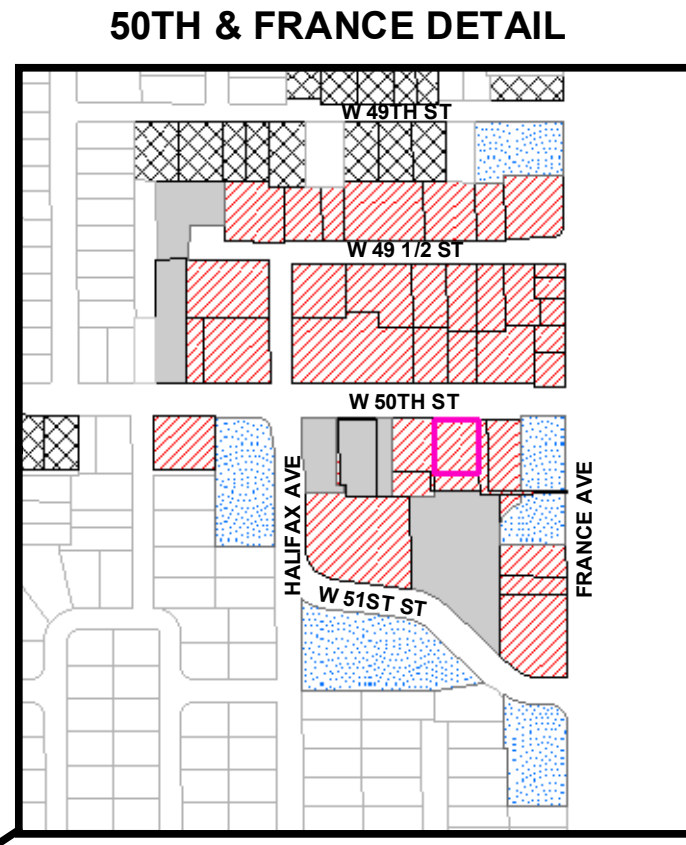 50TH & FRANCE DETAIL
W 49TH ST
W 49 1/2 ST
W 50TH ST
HALIFAX AVE
FRANCE AVE
W 51ST ST